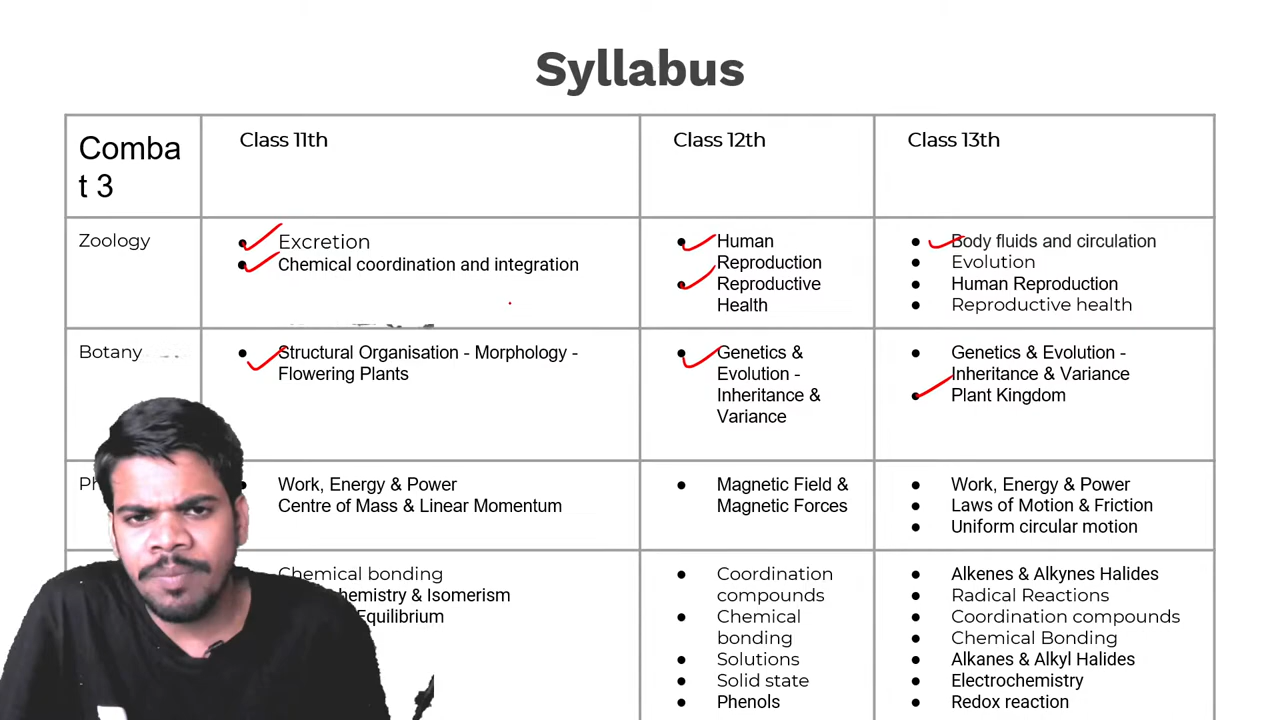 Syllabus
Comba
t 3
Class 11th
Class 12th
Class 13th
Zoology
Excretion
Chemical coordination and integration
Human
Reproduction
Reproductive
Health
Body fluids and circulation
Evolution
Human Reproduction
Reproductive health
Botany
Structural Organisation - Morphology -
Flowering Plants
Genetics &
Evolution -
Inheritance &
Variance
Genetics & Evolution -
Inheritance & Variance
Plant Kingdom
Work, Energy & Power
Centre of Mass & Linear Momentum
Magnetic Field &
Magnetic Forces
Work, Energy & Power
Laws of Motion & Friction
Uniform circular motion
Chemical bonding
& Isomerism
Equilibrium
Coordination
compounds
Chemical
bonding
Solutions
Solid state
Phenols
Alkenes & Alkynes Halides
Radical Reactions
Coordination compounds
Chemical Bonding
Alkanes & Alkyl Halides
Electrochemistry
Redox reaction